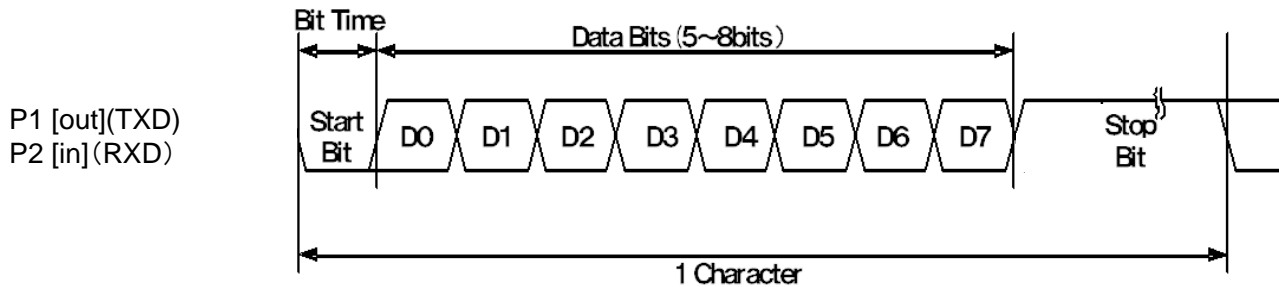 Bit Time
Data Bits (5~8bits)
P1 [out](TXD)
P2 [in](RXD)
Start
Bit
D0 D1 D2 D3 D4 D5 D6 D7
Stop
Bit
1 Character